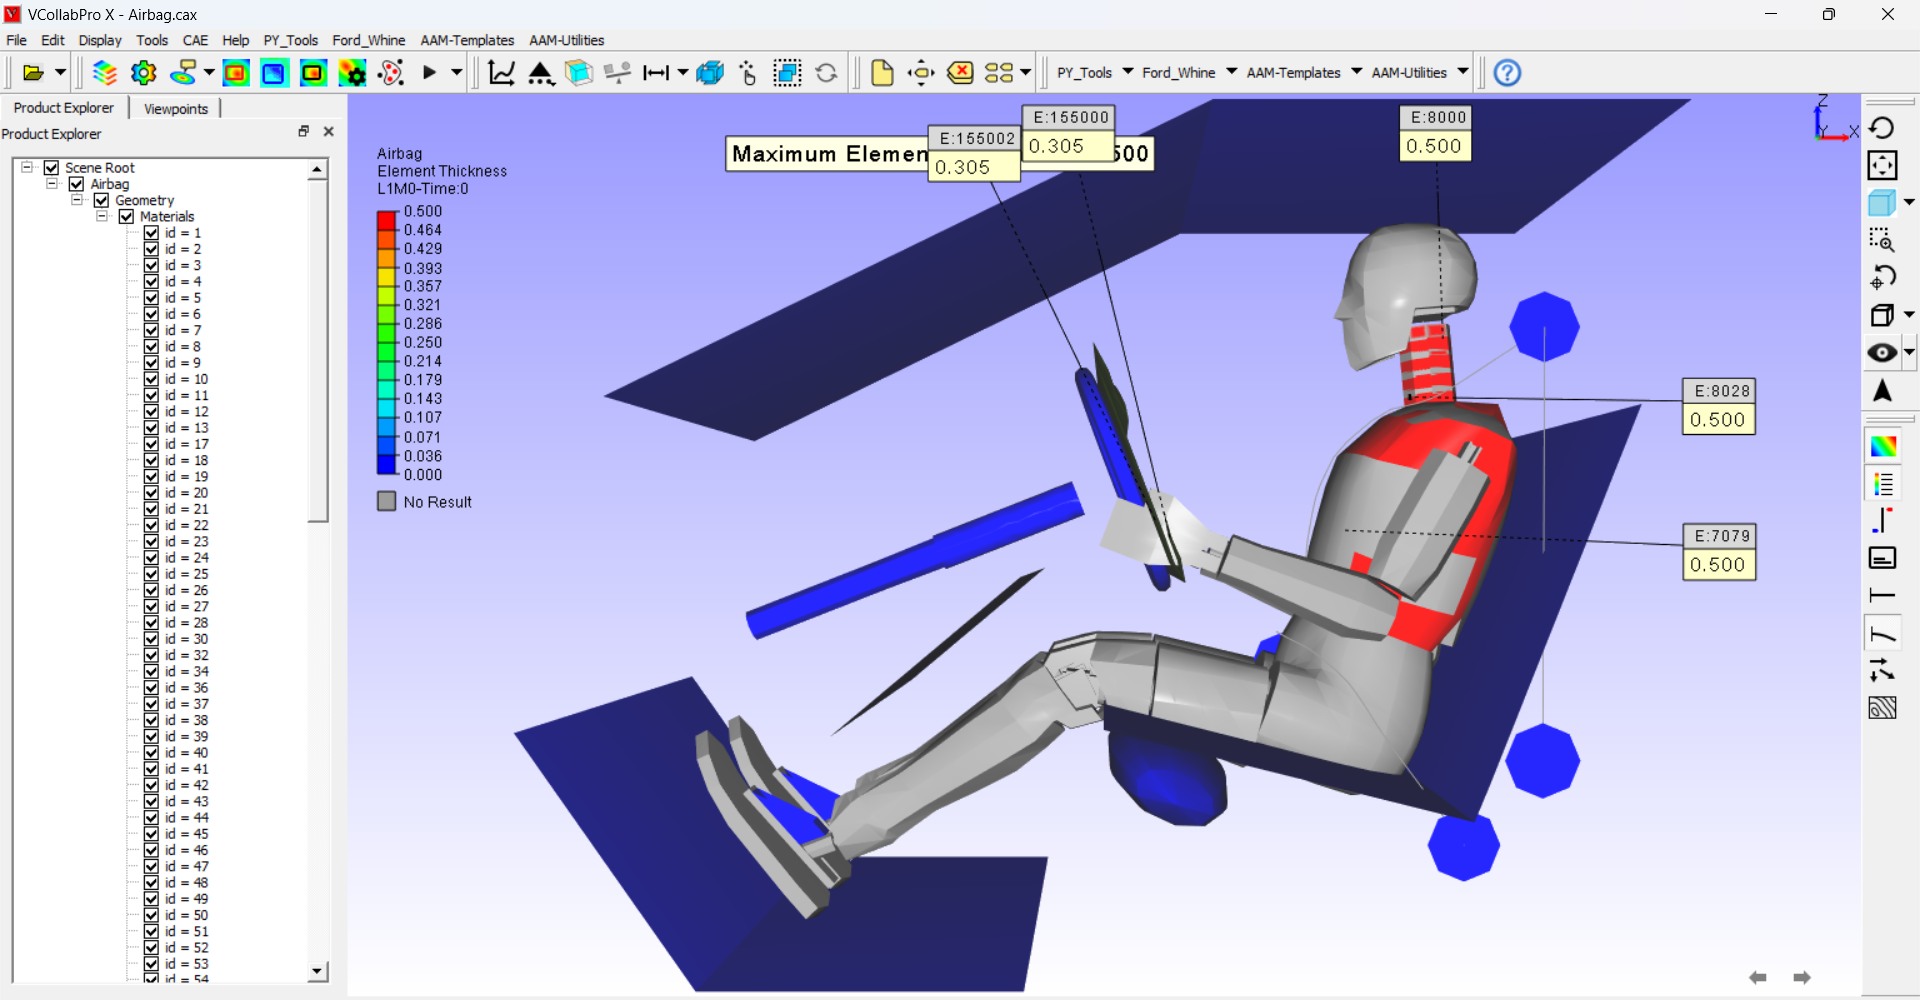 VCollabPro X - Airbag.cax
File Edit Display Tools CAE Help PY_Tools Ford_Whine AAM-Templates AAM-Utilities
PY_Tools Ford_Whine AAM-Templates AAM-Utilities
Product Explorer Viewpoints
Product Explorer
Scene Root
Airbag
Geometry
Materials
id = 1
id = 2
id = 3
id = 4
id = 5
id = 6
id = 7
id = 8
id = 9
id = 10
id = 11
id = 12
id = 13
id = 17
id = 18
id = 19
id = 20
id = 21
id = 22
id = 23
id = 24
id = 25
id = 26
id = 27
id = 28
id = 30
id = 32
id = 34
id = 36
id = 37
id = 38
id = 39
id = 40
id = 41
id = 42
id = 43
id = 44
id = 45
id = 46
id = 47
id = 48
id = 49
id = 50
id = 51
id = 52
id = 53
id = 54
Airbag
Element Thickness
L1M0-Time:0
0.500
0.464
0.429
0.393
0.357
0.321
0.286
0.250
0.214
0.179
0.143
0.107
0.071
0.036
0.000
No Result
Maximum Elemen
500
E:155002
0.305
E:155000
0.305
E:8000
0.500
E:8028
0.500
E:7079
0.500
Z
Y
X